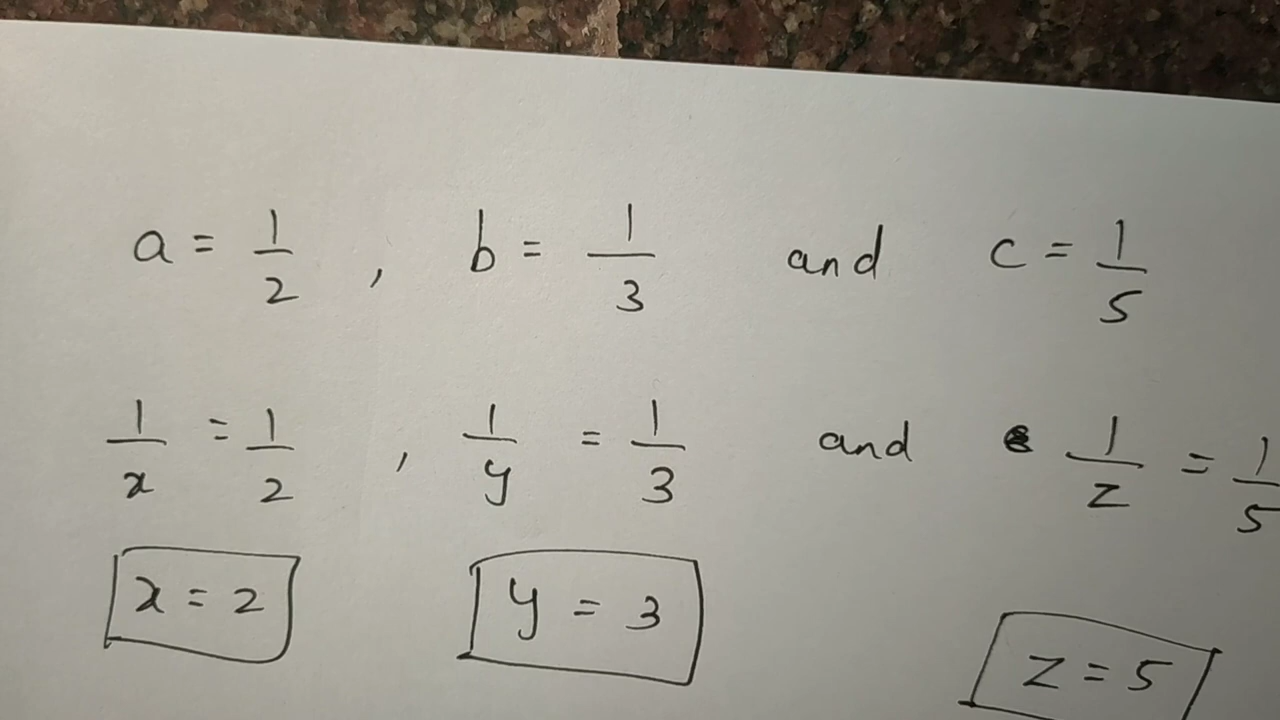 a = 1/2 , b = 1/3 and c = 1/5
1/x = 1/2 , 1/y = 1/3 and 1/z = 1/5
x = 2 y = 3 z = 5